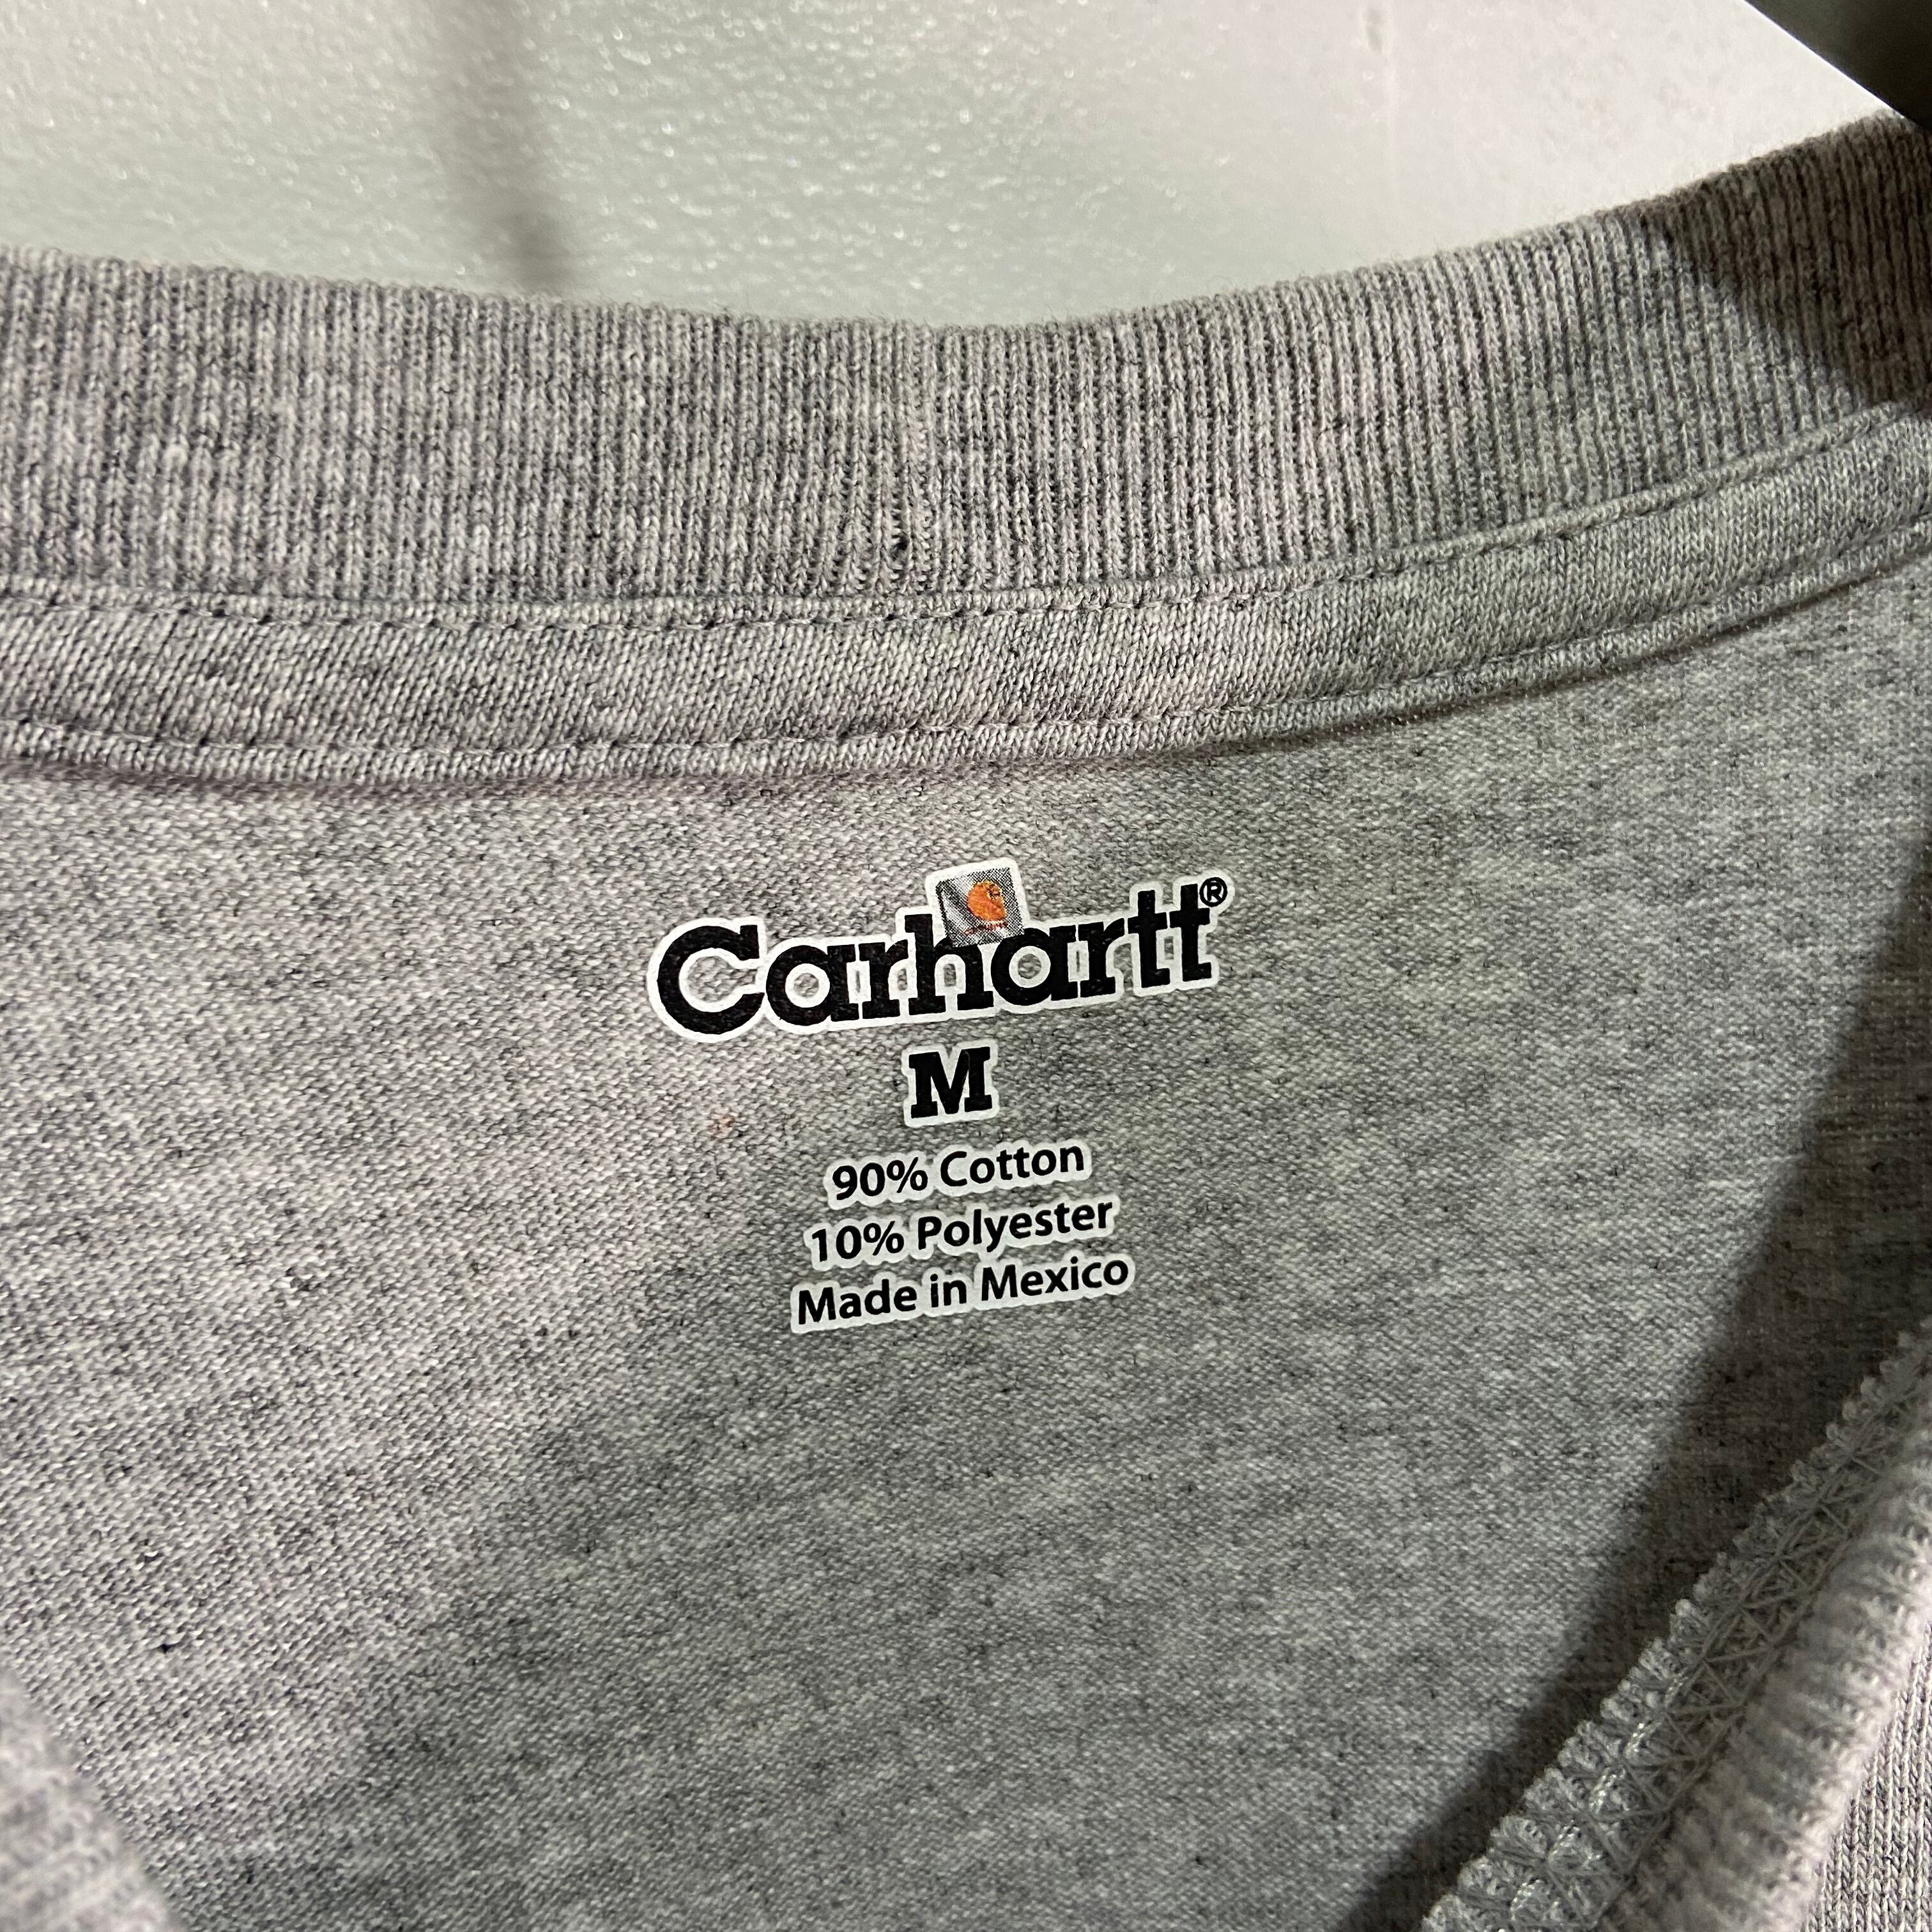 Carhartt®
M
90% Cotton
10% Polyester
Made in Mexico